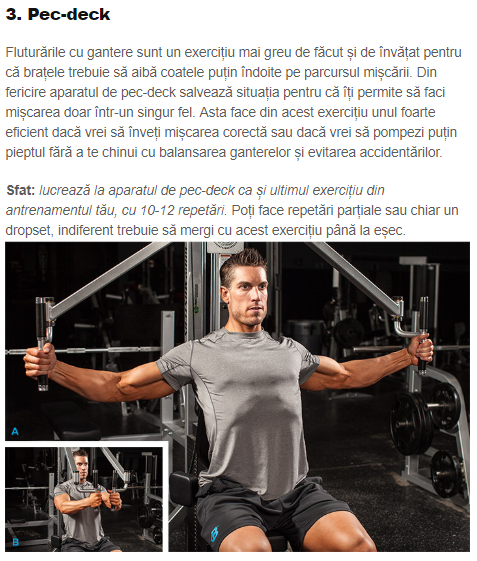 3. Pec-deck
Fluturările cu gantere sunt un exercițiu mai greu de făcut și de învățat pentru
că brațele trebuie să aibă coatele puțin îndoite pe parcursul mișcării. Din
fericire aparatul de pec-deck salvează situația pentru că îți permite să faci
mișcarea doar într-un singur fel. Asta face din acest exercițiu unul foarte
eficient dacă vrei să înveți mișcarea corectă sau dacă vrei să pompezi puțin
pieptul fără a te chinui cu balansarea ganterelor și evitarea accidentărilor.
Sfat: lucrează la aparatul de pec-deck ca și ultimul exercițiu din
antrenamentul tău, cu 10-12 repetări. Poți face repetări parțiale sau chiar un
dropset, indiferent trebuie să mergi cu acest exercițiu până la eșec.
A
B